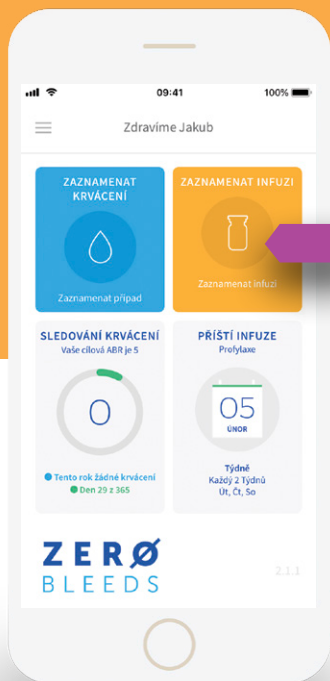 09:41
100%
Zdravíme Jakub
ZAZNAMENAT
KRVÁCENÍ
Zaznamenat případ
ZAZNAMENAT INFUZI
Zaznamenat infuzi
SLEDOVÁNÍ KRVÁCENÍ
Vaše cílová ABR je 5
0
Tento rok žádné krvácení
Den 29 z 365
PŘÍŠTÍ INFUZE
Profylaxe
05
ÚNOR
Týdně
Každý 2 Týdnů
Út, Čt, So
ZERØ
BLEEDS
2.1.1